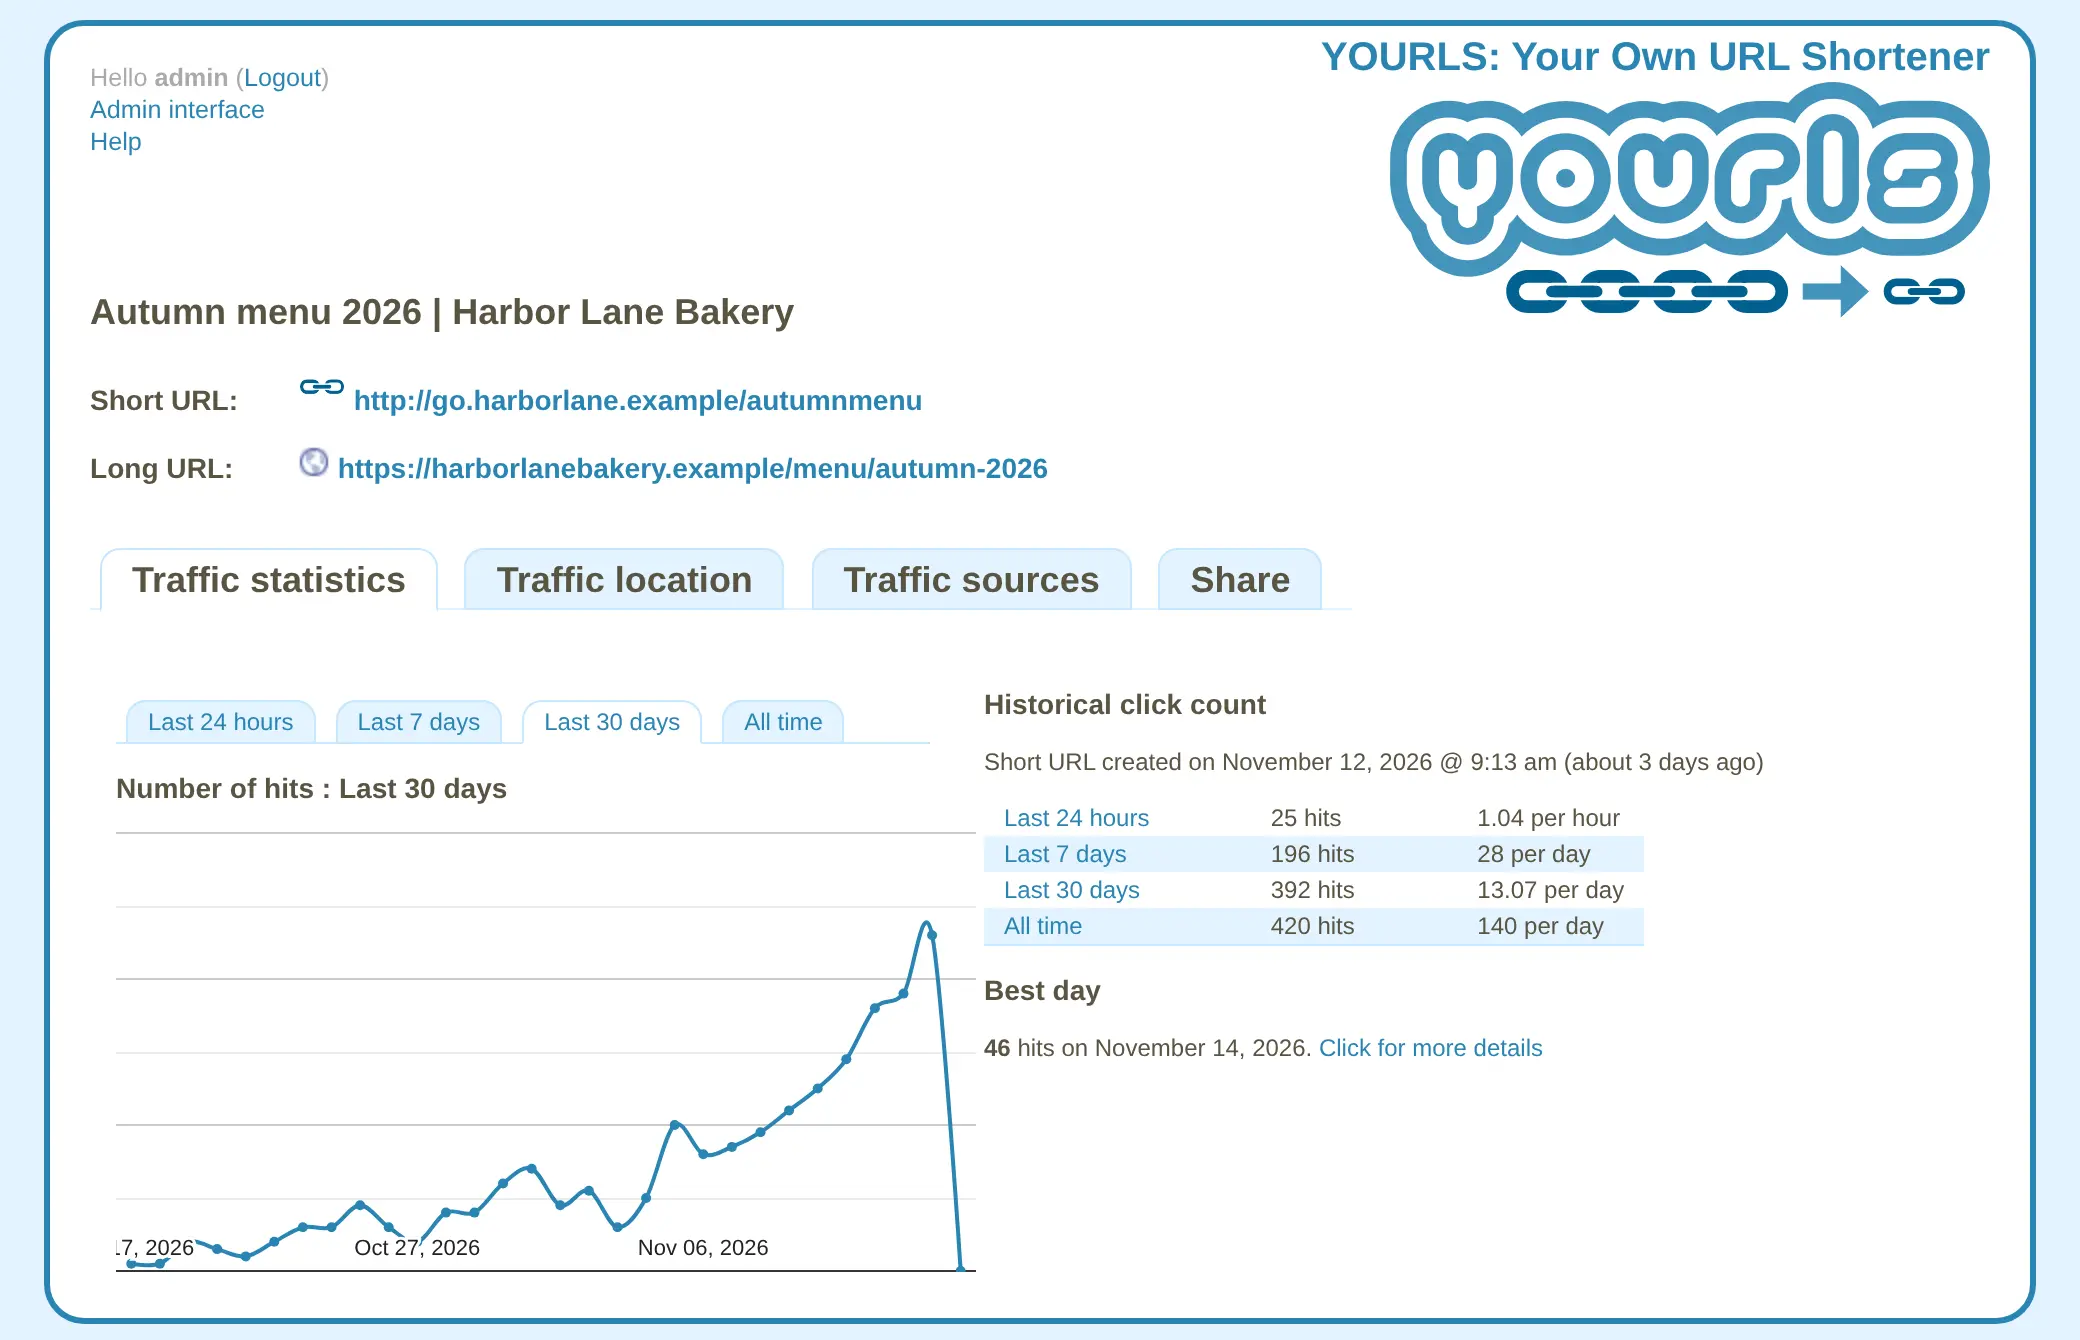 Hello admin (Logout)
Admin interface
Help
YOURLS: Your Own URL Shortener
yourls
Autumn menu 2026 | Harbor Lane Bakery
Short URL: http://go.harborlane.example/autumnmenu
Long URL: https://harborlanebakery.example/menu/autumn-2026
Traffic statistics Traffic location Traffic sources Share
Last 24 hours Last 7 days Last 30 days All time
Number of hits : Last 30 days
17, 2026 Oct 27, 2026 Nov 06, 2026
Historical click count
Short URL created on November 12, 2026 @ 9:13 am (about 3 days ago)
Last 24 hours 25 hits 1.04 per hour
Last 7 days 196 hits 28 per day
Last 30 days 392 hits 13.07 per day
All time 420 hits 140 per day
Best day
46 hits on November 14, 2026. Click for more details